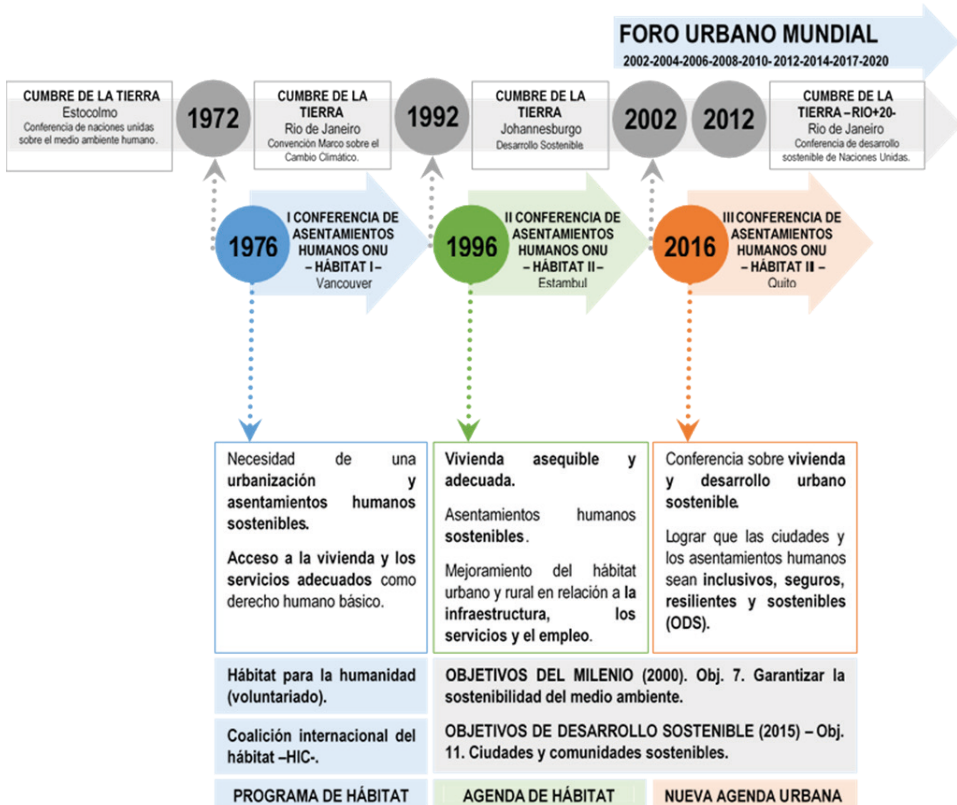 FORO URBANO MUNDIAL
2002-2004-2006-2008-2010- 2012-2014-2017-2020
CUMBRE DE LA TIERRA
Estocolmo
Conferencia de naciones unidas
sobre el medio ambiente humano.
1972
CUMBRE DE LA
TIERRA
Rio de Janeiro
Convención Marco sobre el
Cambio Climático.
1992
CUMBRE DE LA
TIERRA
Johannesburgo
Desarrollo Sostenible.
2002
2012
CUMBRE DE LA
TIERRA –RIO+20-
Rio de Janeiro
Conferencia de desarrollo
sostenible de Naciones Unidas.
1976
I CONFERENCIA DE
ASENTAMIENTOS
HUMANOS ONU
– HÁBITAT I –
Vancouver
1996
II CONFERENCIA DE
ASENTAMIENTOS
HUMANOS ONU
– HÁBITAT II –
Estambul
2016
III CONFERENCIA DE
ASENTAMIENTOS
HUMANOS ONU
– HÁBITAT III –
Quito
Necesidad de una
urbanización y
asentamientos humanos
sostenibles.
Acceso a la vivienda y los
servicios adecuados como
derecho humano básico.
Vivienda asequible y
adecuada.
Asentamientos humanos
sostenibles.
Mejoramiento del hábitat
urbano y rural en relación a la
infraestructura, los
servicios y el empleo.
Conferencia sobre vivienda
y desarrollo urbano
sostenible.
Lograr que las ciudades y
los asentamientos humanos
sean inclusivos, seguros,
resilientes y sostenibles
(ODS).
Hábitat para la humanidad
(voluntariado).
Coalición internacional del
hábitat –HIC-.
OBJETIVOS DEL MILENIO (2000). Obj. 7. Garantizar la
sostenibilidad del medio ambiente.
OBJETIVOS DE DESARROLLO SOSTENIBLE (2015) – Obj.
11. Ciudades y comunidades sostenibles.
PROGRAMA DE HÁBITAT
AGENDA DE HÁBITAT
NUEVA AGENDA URBANA